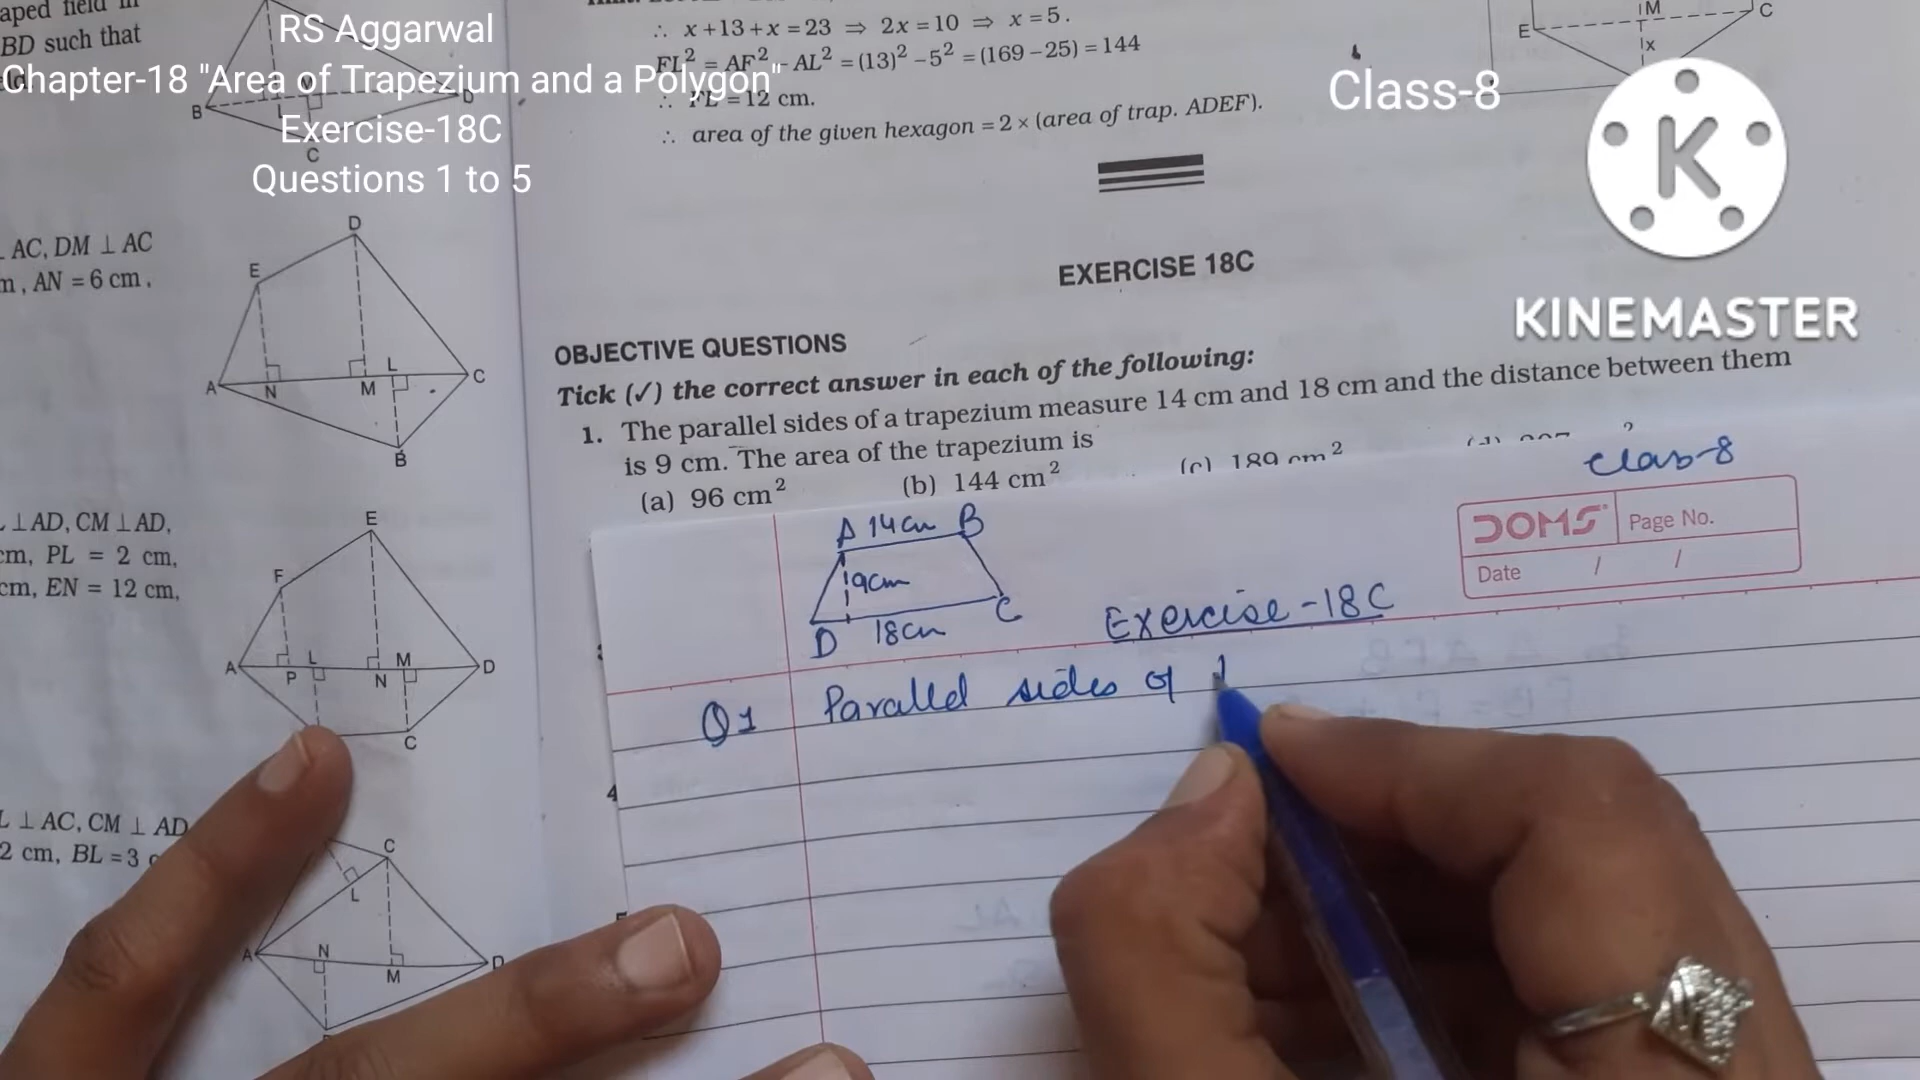 aped field in
BD such that
RS Aggarwal
Chapter-18 "Area of Trapezium and a Polygon"
Exercise-18C
Questions 1 to 5
B
M
D
L
C
∴ x+13+x = 23 ⇒ 2x = 10 ⇒ x = 5.
FL² = AF² - AL² = (13)² - 5² = (169 - 25) = 144
∴ FL = 12 cm.
∴ area of the given hexagon = 2 × (area of trap. ADEF).
Class-8
E
M
C
x
K
KINEMASTER
AC, DM ⊥ AC
m, AN = 6 cm,
D
E
A
N
M
L
C
B
⊥ AD, CM ⊥ AD,
cm, PL = 2 cm,
cm, EN = 12 cm,
E
F
A
P
L
N
M
D
C
L ⊥ AC, CM ⊥ AD
2 cm, BL = 3 c
C
L
A
N
M
D
EXERCISE 18C
OBJECTIVE QUESTIONS
Tick (✓) the correct answer in each of the following:
1. The parallel sides of a trapezium measure 14 cm and 18 cm and the distance between them
is 9 cm. The area of the trapezium is
(a) 96 cm² (b) 144 cm² (c) 189 cm²
4
Class-8
DOMS Page No.
Date / /
A 14cm B
9cm
D 18cm C
Exercise-18C
Q1 Parallel sides of